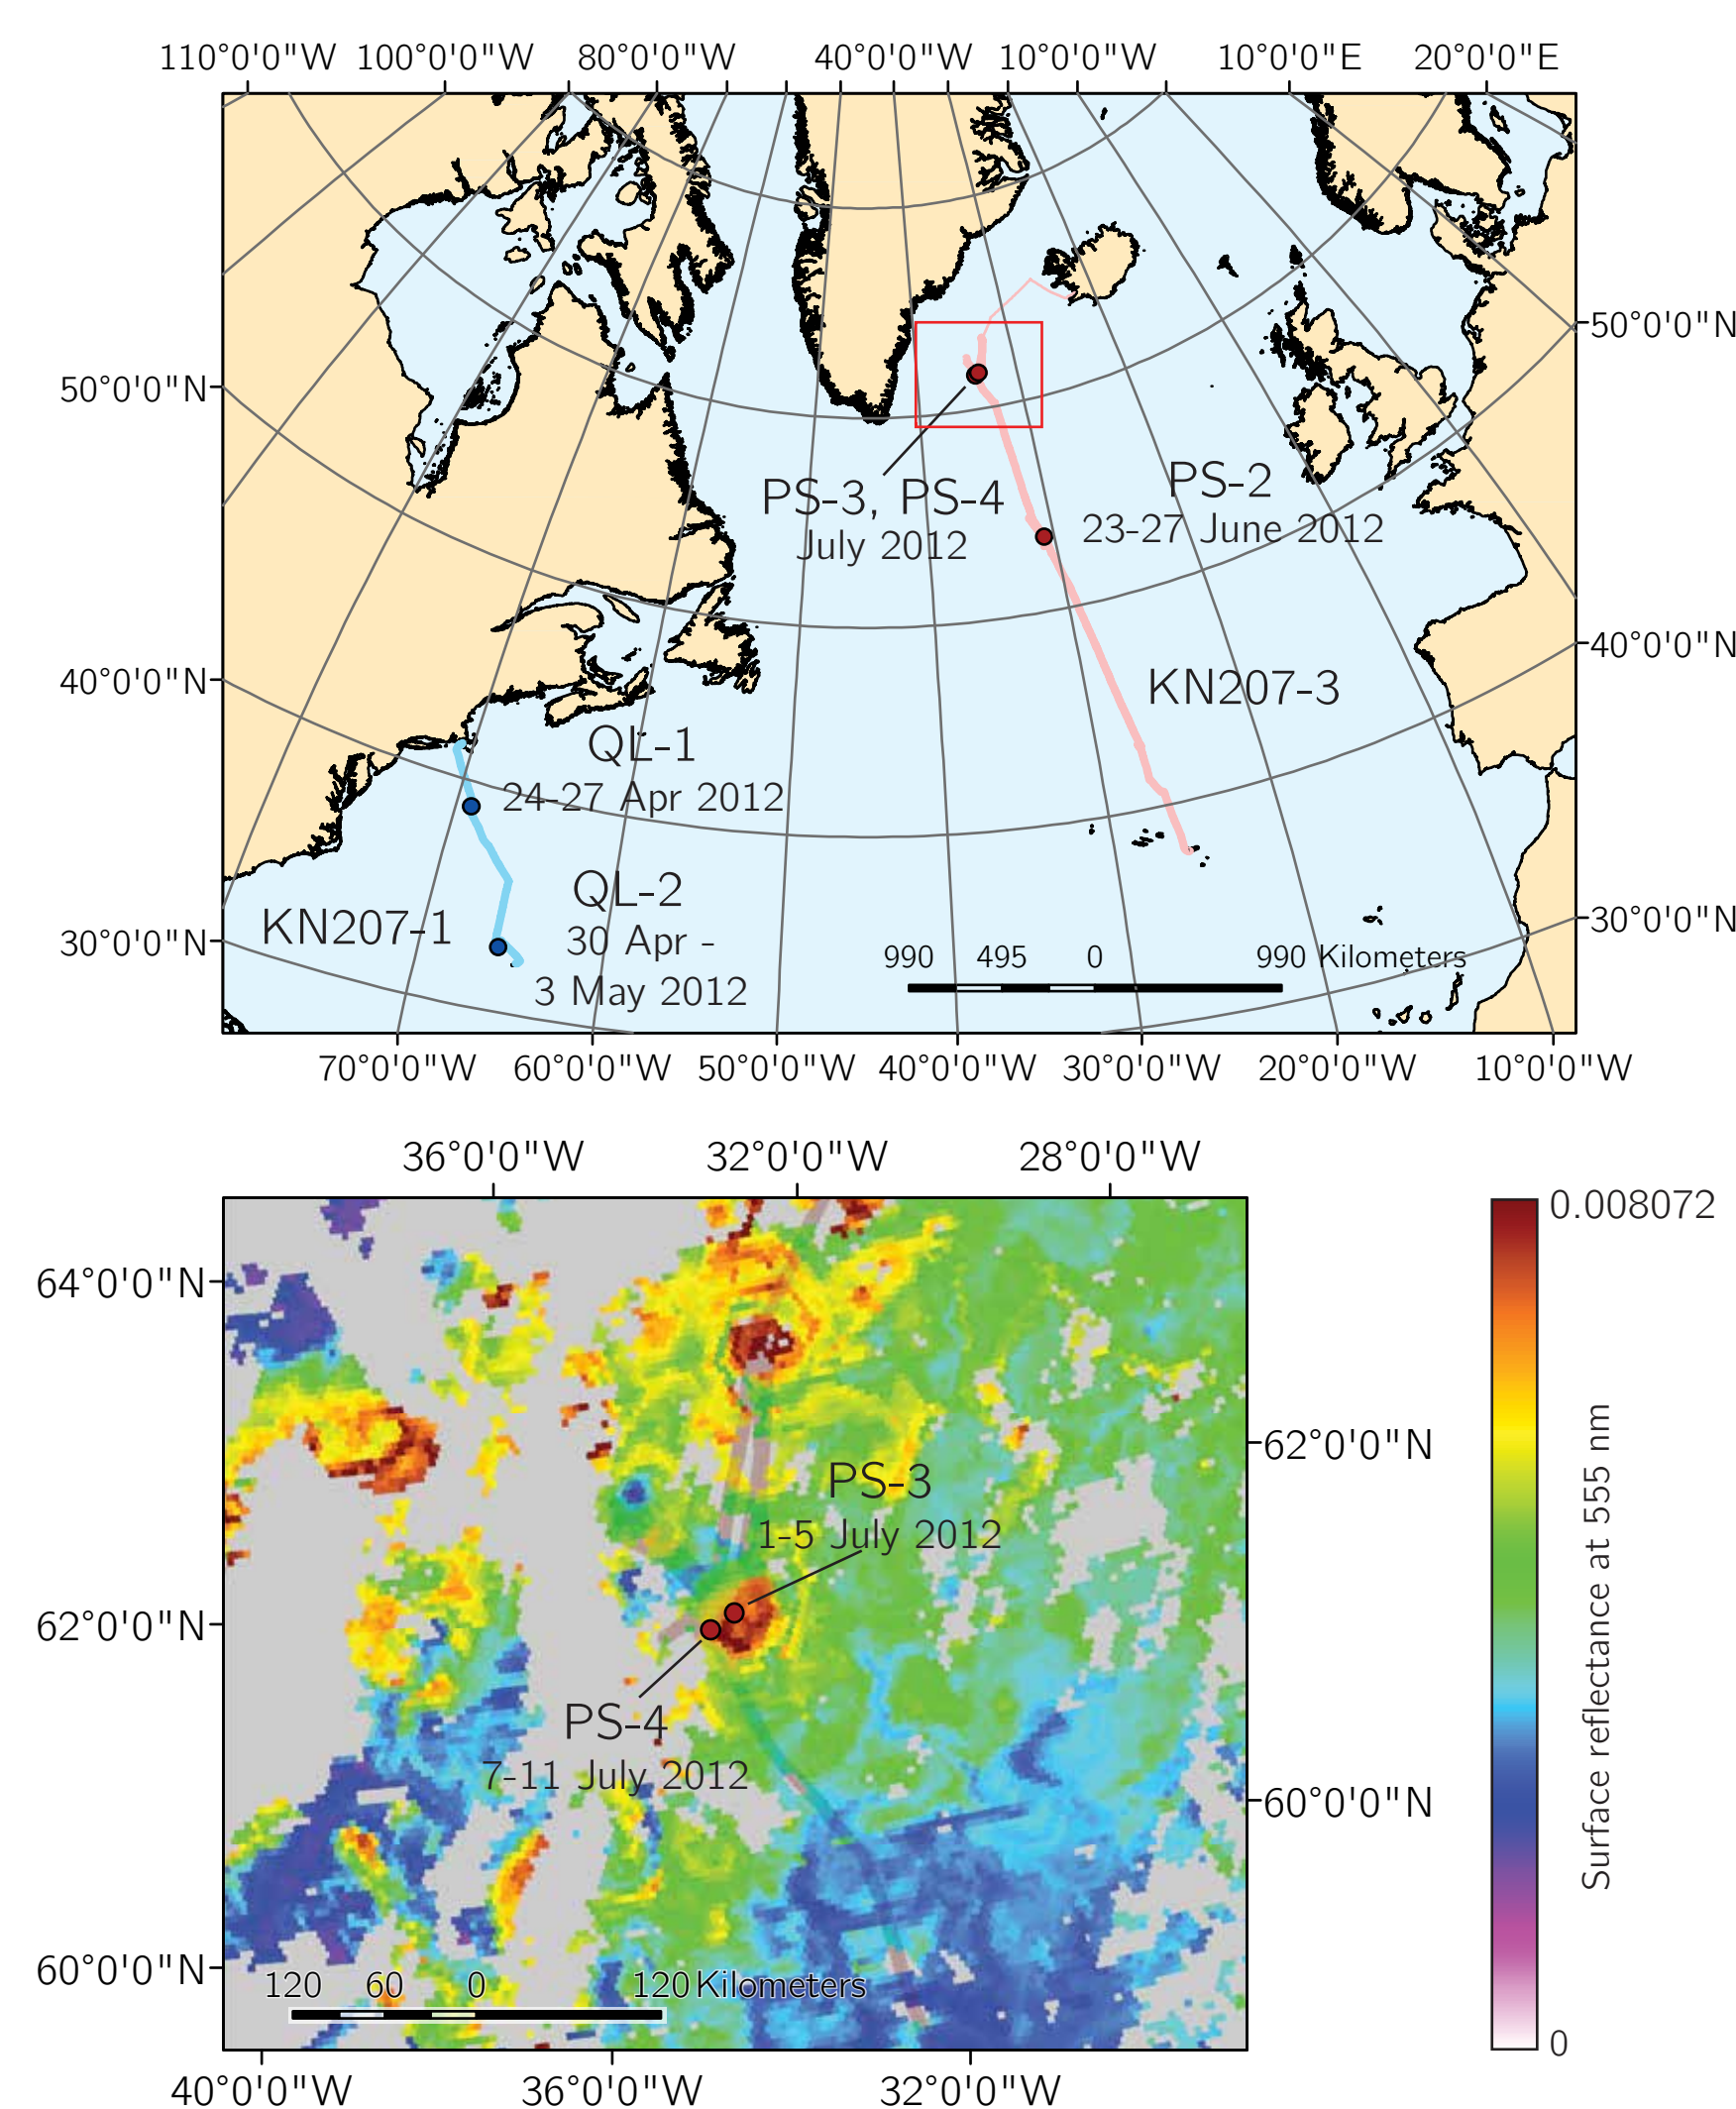 110°0'0"W 100°0'0"W 80°0'0"W 40°0'0"W 10°0'0"W 10°0'0"E 20°0'0"E
50°0'0"N
50°0'0"N
PS-3, PS-4
July 2012
PS-2
23-27 June 2012
40°0'0"N
40°0'0"N
KN207-3
QL-1
24-27 Apr 2012
QL-2
30 Apr -
3 May 2012
KN207-1
30°0'0"N
30°0'0"N
990 495 0 990 Kilometers
70°0'0"W 60°0'0"W 50°0'0"W 40°0'0"W 30°0'0"W 20°0'0"W 10°0'0"W
36°0'0"W 32°0'0"W 28°0'0"W
64°0'0"N
62°0'0"N
PS-3
1-5 July 2012
62°0'0"N
PS-4
7-11 July 2012
60°0'0"N
60°0'0"N
120 60 0 120 Kilometers
40°0'0"W 36°0'0"W 32°0'0"W
0.008072
Surface reflectance at 555 nm
0